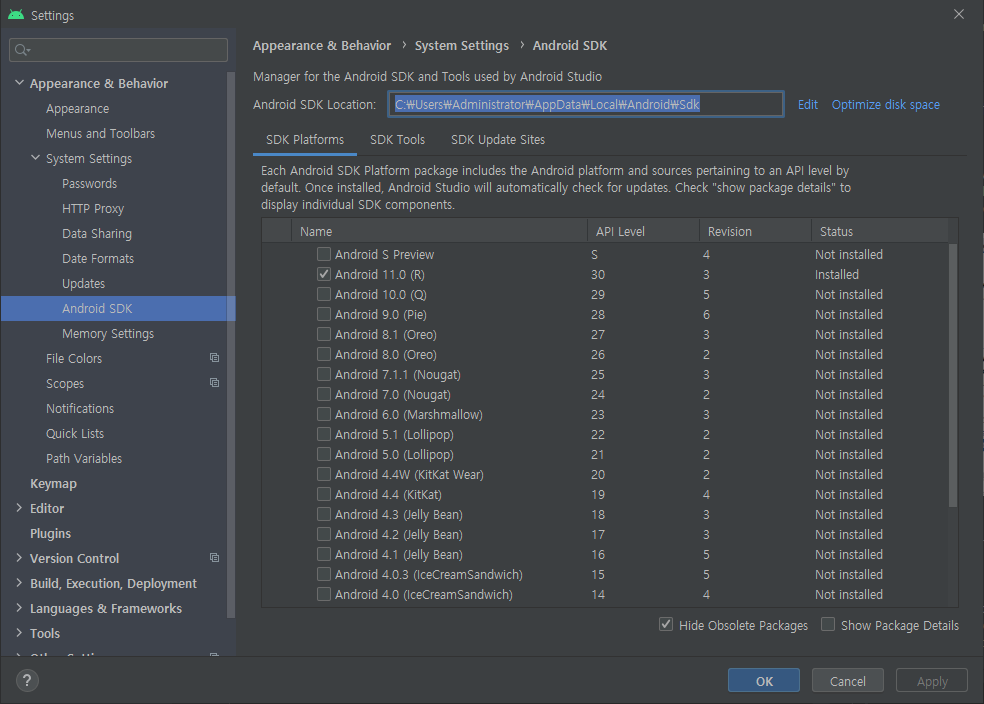 Settings
Appearance & Behavior
Appearance
Menus and Toolbars
System Settings
Passwords
HTTP Proxy
Data Sharing
Date Formats
Updates
Android SDK
Memory Settings
File Colors
Scopes
Notifications
Quick Lists
Path Variables
Keymap
Editor
Plugins
Version Control
Build, Execution, Deployment
Languages & Frameworks
Tools
Appearance & Behavior › System Settings › Android SDK
Manager for the Android SDK and Tools used by Android Studio
Android SDK Location: C:₩Users₩Administrator₩AppData₩Local₩Android₩Sdk Edit Optimize disk space
SDK Platforms SDK Tools SDK Update Sites
Each Android SDK Platform package includes the Android platform and sources pertaining to an API level by
default. Once installed, Android Studio will automatically check for updates. Check "show package details" to
display individual SDK components.
Name API Level Revision Status
Android S Preview S 4 Not installed
Android 11.0 (R) 30 3 Installed
Android 10.0 (Q) 29 5 Not installed
Android 9.0 (Pie) 28 6 Not installed
Android 8.1 (Oreo) 27 3 Not installed
Android 8.0 (Oreo) 26 2 Not installed
Android 7.1.1 (Nougat) 25 3 Not installed
Android 7.0 (Nougat) 24 2 Not installed
Android 6.0 (Marshmallow) 23 3 Not installed
Android 5.1 (Lollipop) 22 2 Not installed
Android 5.0 (Lollipop) 21 2 Not installed
Android 4.4W (KitKat Wear) 20 2 Not installed
Android 4.4 (KitKat) 19 4 Not installed
Android 4.3 (Jelly Bean) 18 3 Not installed
Android 4.2 (Jelly Bean) 17 3 Not installed
Android 4.1 (Jelly Bean) 16 5 Not installed
Android 4.0.3 (IceCreamSandwich) 15 5 Not installed
Android 4.0 (IceCreamSandwich) 14 4 Not installed
Hide Obsolete Packages Show Package Details
? OK Cancel Apply